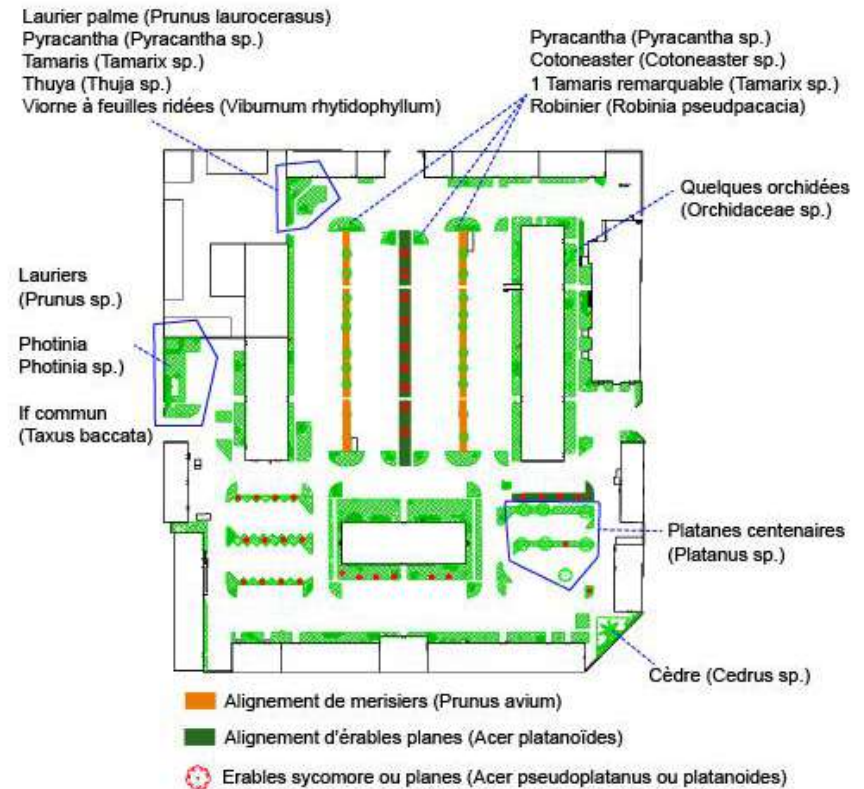 Laurier palme (Prunus laurocerasus)
Pyracantha (Pyracantha sp.)
Tamaris (Tamarix sp.)
Thuya (Thuja sp.)
Viorne à feuilles ridées (Viburnum rhytidophyllum)
Pyracantha (Pyracantha sp.)
Cotoneaster (Cotoneaster sp.)
1 Tamaris remarquable (Tamarix sp.)
Robinier (Robinia pseudpacacia)
Quelques orchidées
(Orchidaceae sp.)
Lauriers
(Prunus sp.)
Photinia
Photinia sp.)
If commun
(Taxus baccata)
Platanes centenaires
(Platanus sp.)
Cèdre (Cedrus sp.)
Alignement de merisiers (Prunus avium)
Alignement d'érables planes (Acer platanoïdes)
Erables sycomore ou planes (Acer pseudoplatanus ou platanoides)